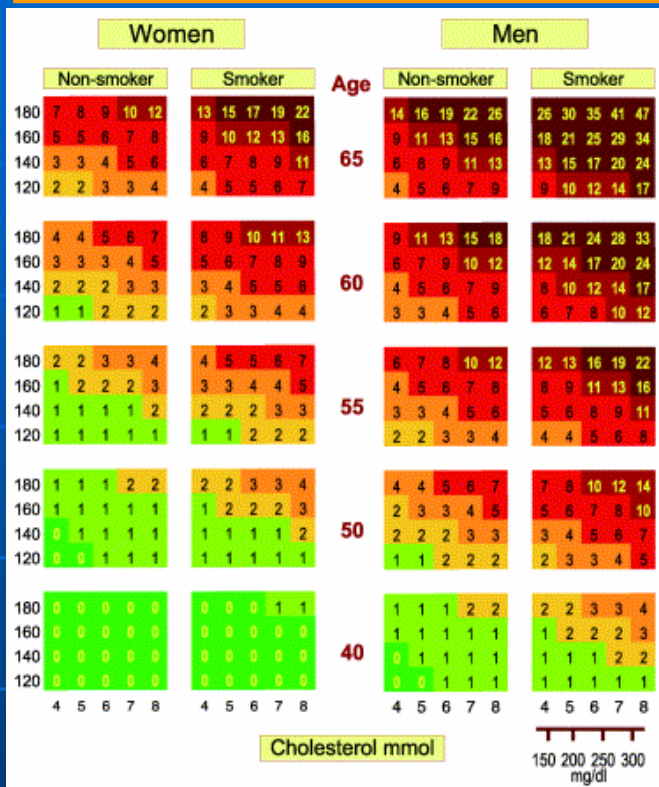 Women Men
Non-smoker Smoker Age Non-smoker Smoker
180 7 8 9 10 12 13 15 17 19 22 14 16 19 22 26 26 30 35 41 47
160 5 5 6 7 8 9 10 12 13 16 9 11 13 15 16 18 21 25 29 34
65
140 3 3 4 5 6 6 7 8 9 11 6 8 9 11 13 13 15 17 20 24
120 2 2 3 3 4 4 5 5 6 7 4 5 6 7 9 9 10 12 14 17
180 4 4 5 6 7 8 9 10 11 13 9 11 13 15 18 18 21 24 28 33
160 3 3 3 4 5 5 6 7 8 9 6 7 9 10 12 12 14 17 20 24
60
140 2 2 2 3 3 3 4 5 5 6 4 5 6 7 9 8 10 12 14 17
120 1 1 2 2 2 2 3 3 4 4 3 3 4 5 6 6 7 8 10 12
180 2 2 3 3 4 4 5 5 6 7 6 7 8 10 12 12 13 16 19 22
160 1 2 2 2 3 3 3 4 4 5 4 5 6 7 8 8 9 11 13 16
55
140 1 1 1 1 2 2 2 2 3 3 3 3 4 5 6 5 6 8 9 11
120 1 1 1 1 1 1 1 2 2 2 2 2 3 3 4 4 4 5 6 8
180 1 1 1 2 2 2 2 3 3 4 4 4 5 6 7 7 8 10 12 14
160 1 1 1 1 1 1 2 2 2 3 2 3 3 4 5 5 6 7 8 10
50
140 0 1 1 1 1 1 1 1 1 2 2 2 2 3 3 3 4 5 6 7
120 0 0 1 1 1 1 1 1 1 1 1 1 2 2 2 2 3 3 4 5
180 0 0 0 0 0 0 0 0 1 1 1 1 1 2 2 2 2 3 3 4
160 0 0 0 0 0 0 0 0 0 0 1 1 1 1 1 1 2 2 2 3
40
140 0 0 0 0 0 0 0 0 0 0 0 1 1 1 1 1 1 1 2 2
120 0 0 0 0 0 0 0 0 0 0 0 0 1 1 1 1 1 1 1 1
4 5 6 7 8 4 5 6 7 8 4 5 6 7 8 4 5 6 7 8
Cholesterol mmol
150 200 250 300
mg/dl